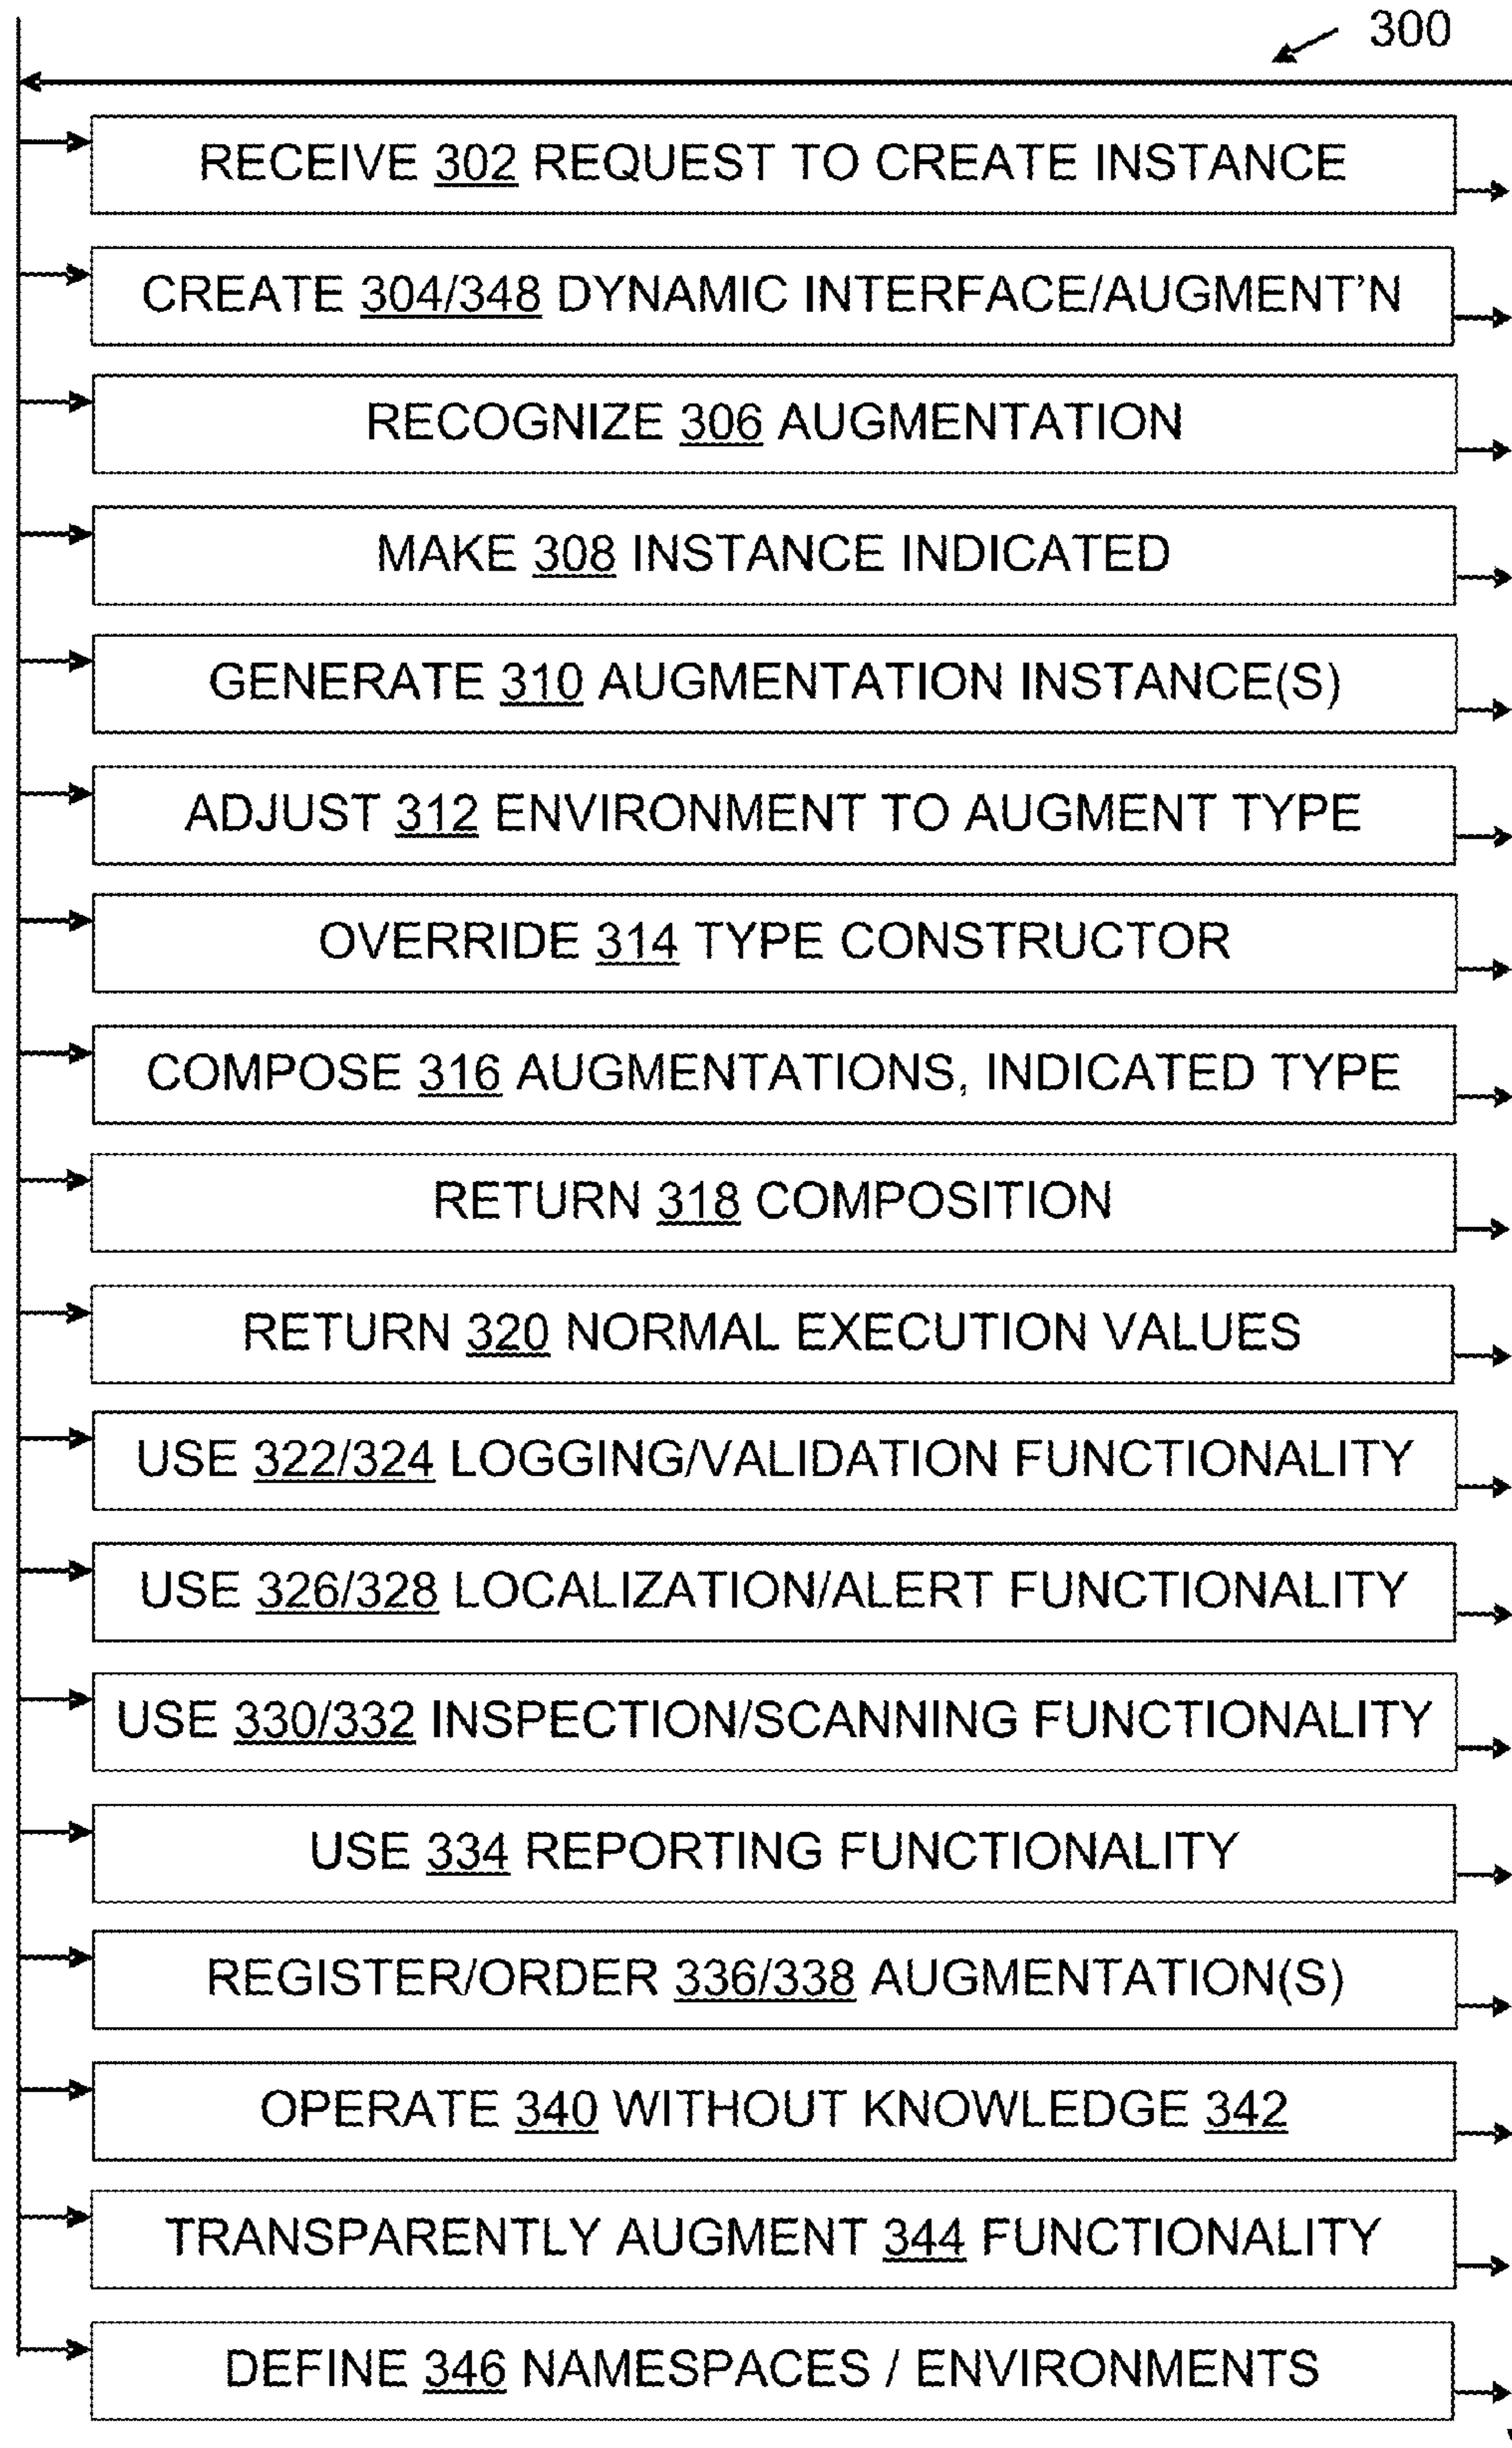 300
RECEIVE 302 REQUEST TO CREATE INSTANCE
CREATE 304/348 DYNAMIC INTERFACE/AUGMENT'N
RECOGNIZE 306 AUGMENTATION
MAKE 308 INSTANCE INDICATED
GENERATE 310 AUGMENTATION INSTANCE(S)
ADJUST 312 ENVIRONMENT TO AUGMENT TYPE
OVERRIDE 314 TYPE CONSTRUCTOR
COMPOSE 316 AUGMENTATIONS, INDICATED TYPE
RETURN 318 COMPOSITION
RETURN 320 NORMAL EXECUTION VALUES
USE 322/324 LOGGING/VALIDATION FUNCTIONALITY
USE 326/328 LOCALIZATION/ALERT FUNCTIONALITY
USE 330/332 INSPECTION/SCANNING FUNCTIONALITY
USE 334 REPORTING FUNCTIONALITY
REGISTER/ORDER 336/338 AUGMENTATION(S)
OPERATE 340 WITHOUT KNOWLEDGE 342
TRANSPARENTLY AUGMENT 344 FUNCTIONALITY
DEFINE 346 NAMESPACES / ENVIRONMENTS